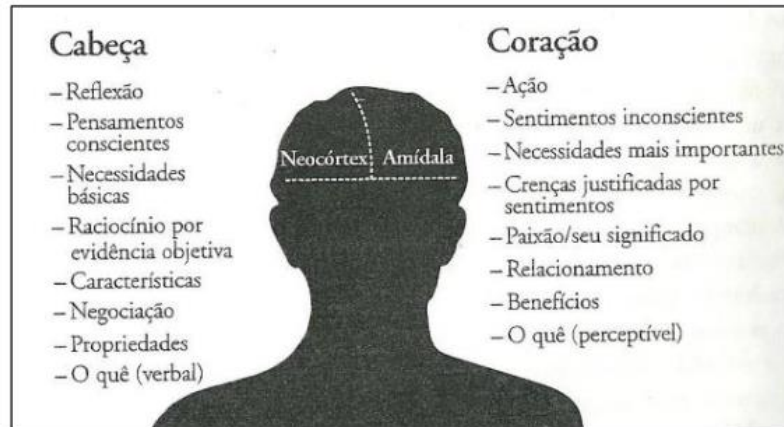 Cabeça
– Reflexão
– Pensamentos
conscientes
– Necessidades
básicas
– Raciocínio por
evidência objetiva
– Características
– Negociação
– Propriedades
– O quê (verbal)
Neocórtex
Amídala
Coração
– Ação
– Sentimentos inconscientes
– Necessidades mais importantes
– Crenças justificadas por
sentimentos
– Paixão/seu significado
– Relacionamento
– Benefícios
– O quê (perceptível)